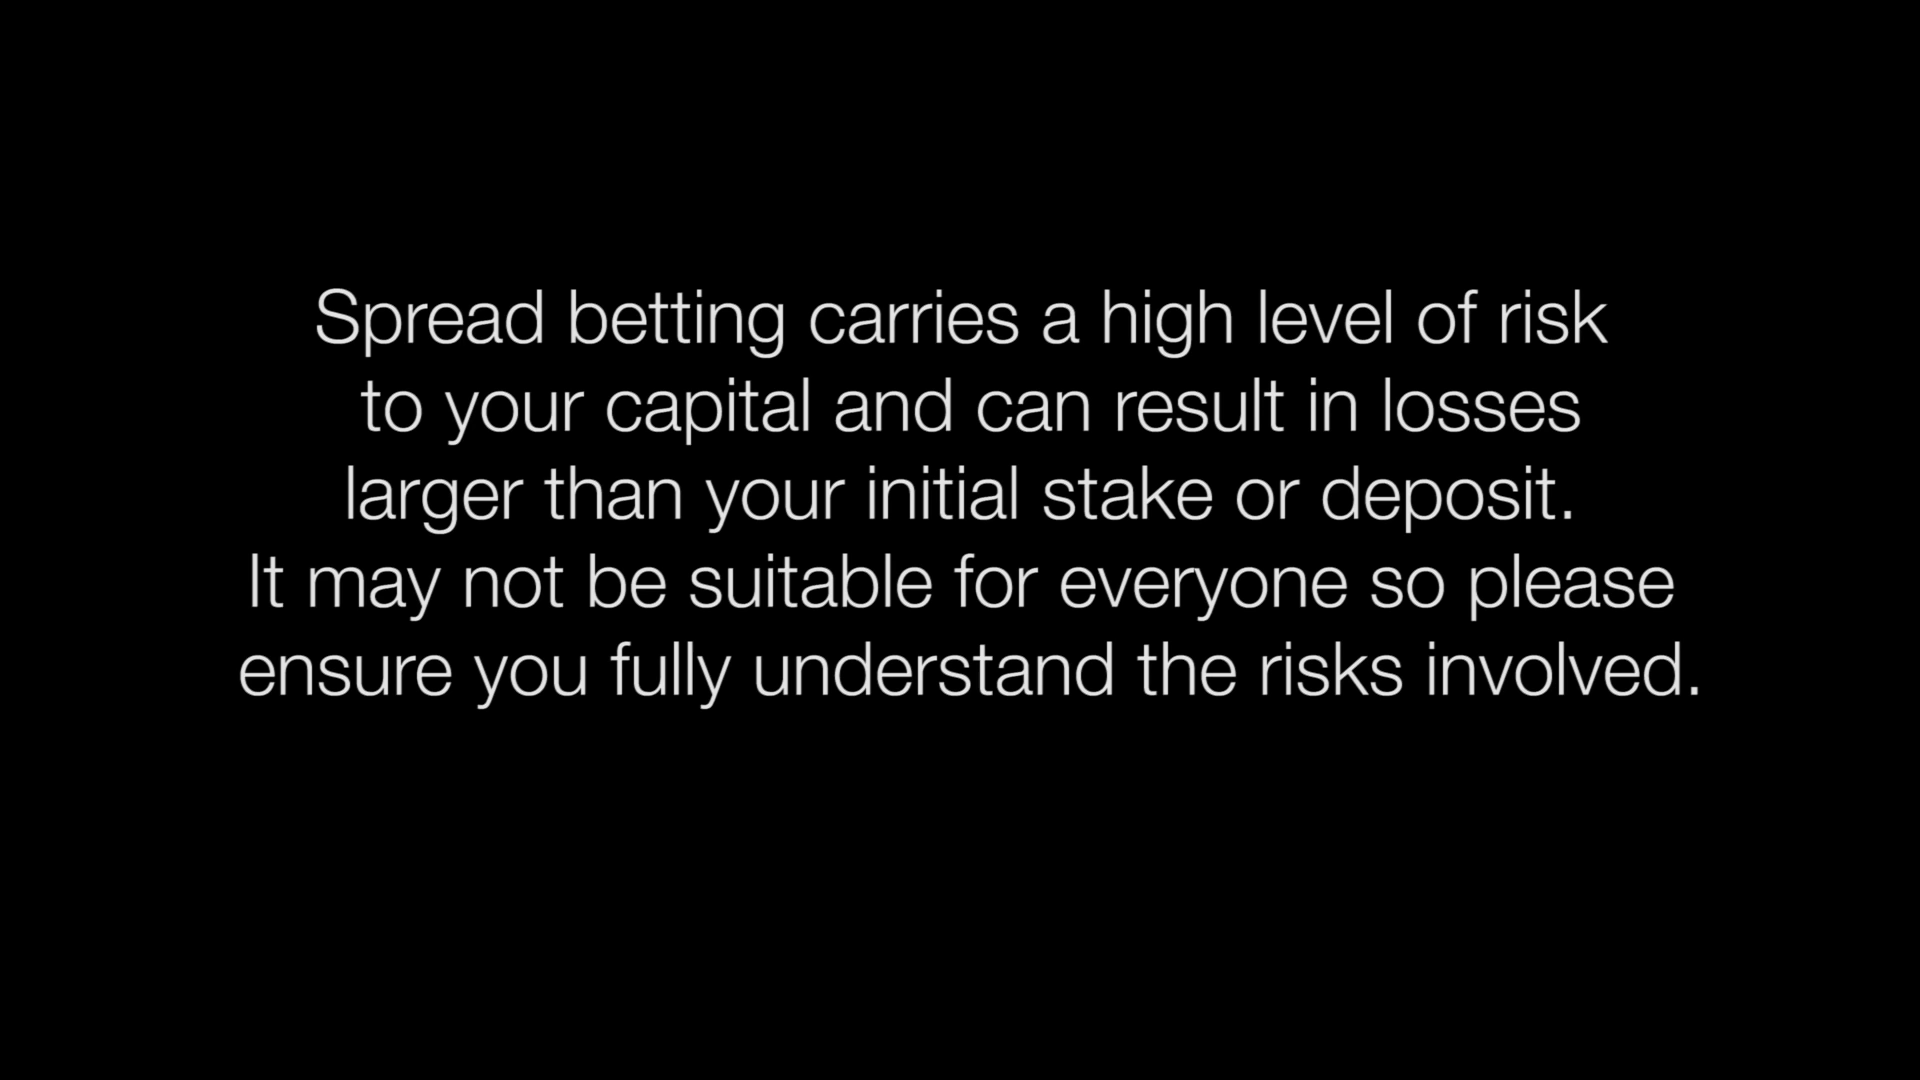 Spread betting carries a high level of risk
to your capital and can result in losses
larger than your initial stake or deposit.
It may not be suitable for everyone so please
ensure you fully understand the risks involved.